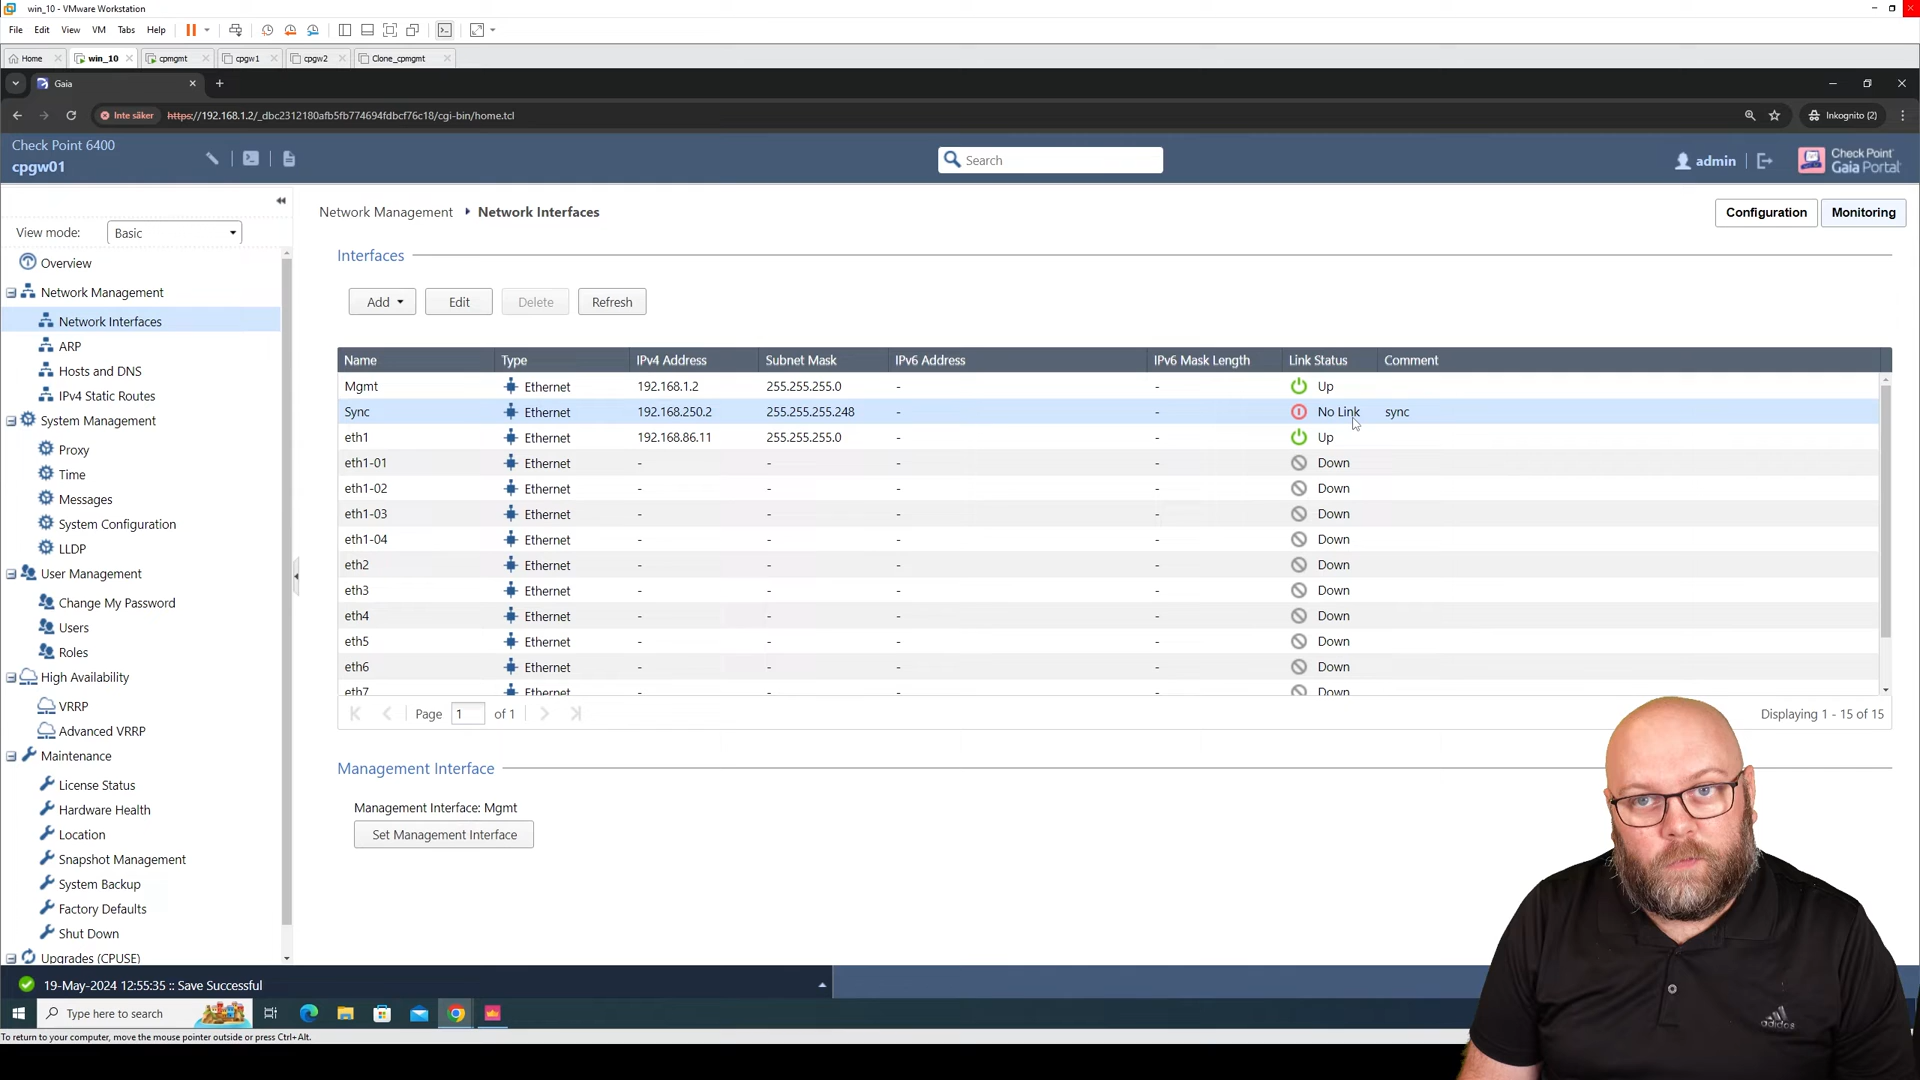 win_10 - VMware Workstation
File Edit View VM Tabs Help
Home win_10 cpmgmt cpgw1 cpgw2 Clone_cpmgmt
Gaia
Inte säker https://192.168.1.2/_dbc2312180afb5fb774694fdbcf76c18/cgi-bin/home.tcl Inkognito (2)
Check Point 6400
cpgw01
Search
admin
Check Point
Gaia Portal
View mode: Basic
Network Management Network Interfaces
Configuration Monitoring
Overview
Network Management
Network Interfaces
ARP
Hosts and DNS
IPv4 Static Routes
System Management
Proxy
Time
Messages
System Configuration
LLDP
User Management
Change My Password
Users
Roles
High Availability
VRRP
Advanced VRRP
Maintenance
License Status
Hardware Health
Location
Snapshot Management
System Backup
Factory Defaults
Shut Down
Upgrades (CPUSE)
Interfaces
Add Edit Delete Refresh
Name Type IPv4 Address Subnet Mask IPv6 Address IPv6 Mask Length Link Status Comment
Mgmt Ethernet 192.168.1.2 255.255.255.0 - - Up
Sync Ethernet 192.168.250.2 255.255.255.248 - - No Link sync
eth1 Ethernet 192.168.86.11 255.255.255.0 - - Up
eth1-01 Ethernet - - - - Down
eth1-02 Ethernet - - - - Down
eth1-03 Ethernet - - - - Down
eth1-04 Ethernet - - - - Down
eth2 Ethernet - - - - Down
eth3 Ethernet - - - - Down
eth4 Ethernet - - - - Down
eth5 Ethernet - - - - Down
eth6 Ethernet - - - - Down
eth7 Ethernet - - - - Down
Page 1 of 1 Displaying 1 - 15 of 15
Management Interface
Management Interface: Mgmt
Set Management Interface
19-May-2024 12:55:35 :: Save Successful
Type here to search
To return to your computer, move the mouse pointer outside or press Ctrl+Alt.
adidas